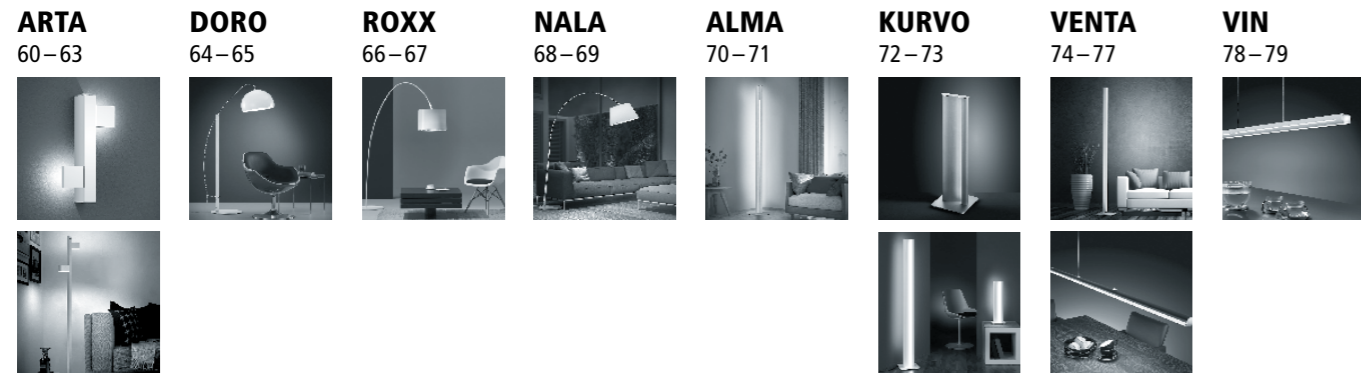 ARTA
60–63
DORO
64–65
ROXX
66–67
NALA
68–69
ALMA
70–71
KURVO
72–73
VENTA
74–77
VIN
78–79